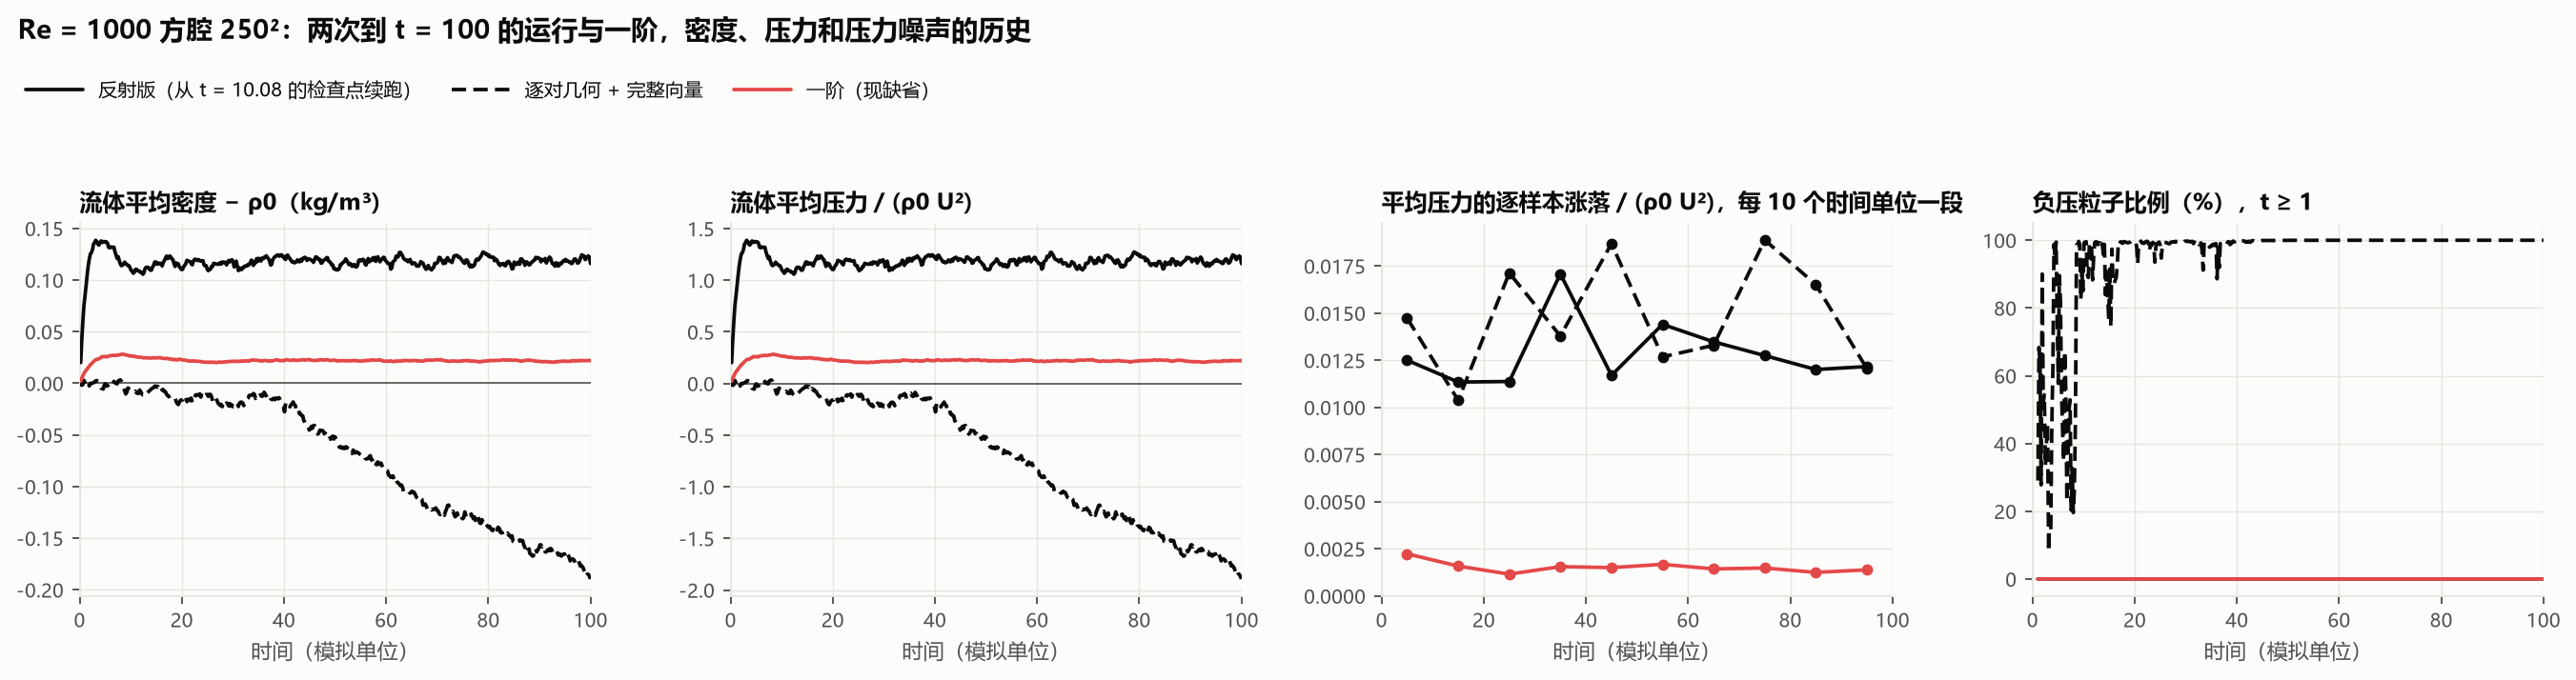 Re = 1000 方腔 250²：两次到 t = 100 的运行与一阶，密度、压力和压力噪声的历史
反射版（从 t = 10.08 的检查点续跑）
逐对几何 + 完整向量
一阶（现缺省）
流体平均密度 − ρ0（kg/m³）
0.15
0.10
0.05
0.00
-0.05
-0.10
-0.15
-0.20
0 20 40 60 80 100
时间（模拟单位）
流体平均压力 / (ρ0 U²)
1.5
1.0
0.5
0.0
-0.5
-1.0
-1.5
-2.0
0 20 40 60 80 100
时间（模拟单位）
平均压力的逐样本涨落 / (ρ0 U²)，每 10 个时间单位一段
0.0175
0.0150
0.0125
0.0100
0.0075
0.0050
0.0025
0.0000
0 20 40 60 80 100
时间（模拟单位）
负压粒子比例（%），t ≥ 1
100
80
60
40
20
0
0 20 40 60 80 100
时间（模拟单位）